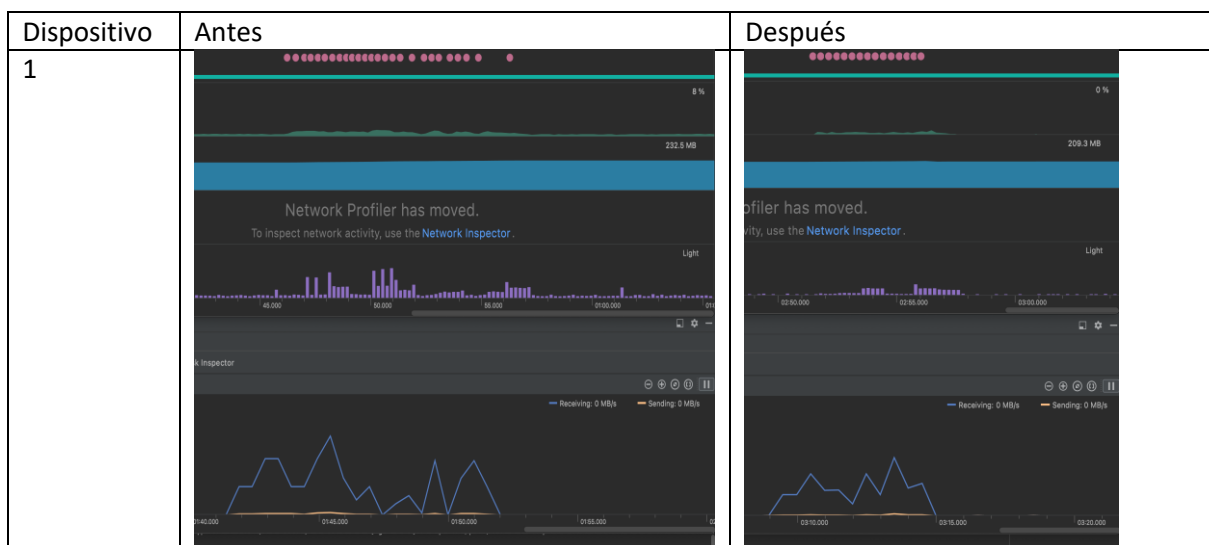 Dispositivo Antes Después
1
8 %
232.5 MB
Network Profiler has moved.
To inspect network activity, use the Network Inspector.
Light
45.000 50.000 55.000 01:00.000
k Inspector
Receiving: 0 MB/s Sending: 0 MB/s
01:40.000 01:45.000 01:50.000 01:55.000
0 %
209.3 MB
ofiler has moved.
vity, use the Network Inspector.
Light
02:50.000 02:55.000 03:00.000
Receiving: 0 MB/s Sending: 0 MB/s
03:10.000 03:15.000 03:20.000